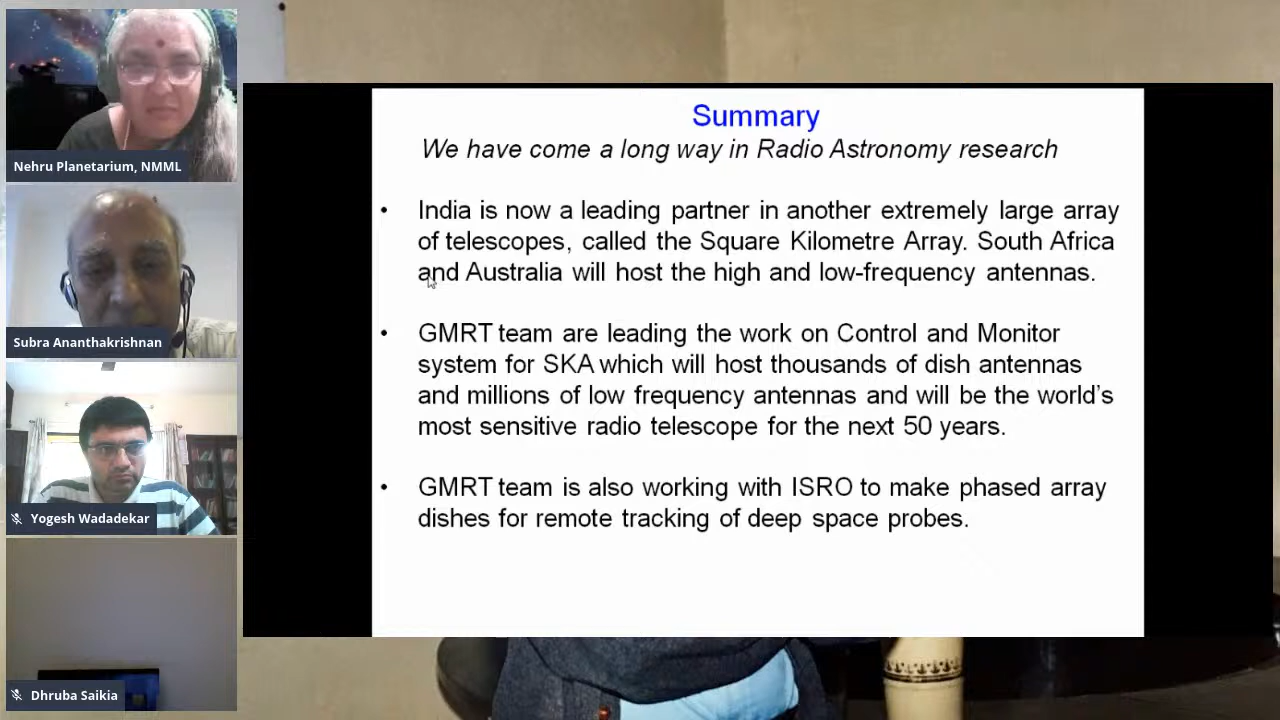 Nehru Planetarium, NMML
Subra Ananthakrishnan
Yogesh Wadadekar
Dhruba Saikia
Summary
We have come a long way in Radio Astronomy research
• India is now a leading partner in another extremely large array
of telescopes, called the Square Kilometre Array. South Africa
and Australia will host the high and low-frequency antennas.
• GMRT team are leading the work on Control and Monitor
system for SKA which will host thousands of dish antennas
and millions of low frequency antennas and will be the world's
most sensitive radio telescope for the next 50 years.
• GMRT team is also working with ISRO to make phased array
dishes for remote tracking of deep space probes.